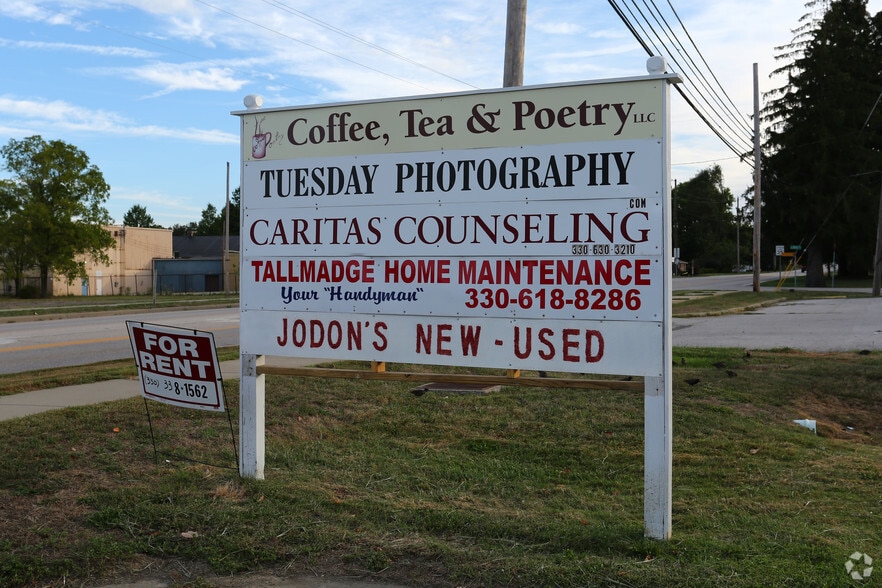 Coffee, Tea & Poetry LLC
TUESDAY PHOTOGRAPHY
COM
CARITAS COUNSELING
330-630-3210
TALLMADGE HOME MAINTENANCE
Your "Handyman" 330-618-8286
JODON'S NEW - USED
FOR
RENT